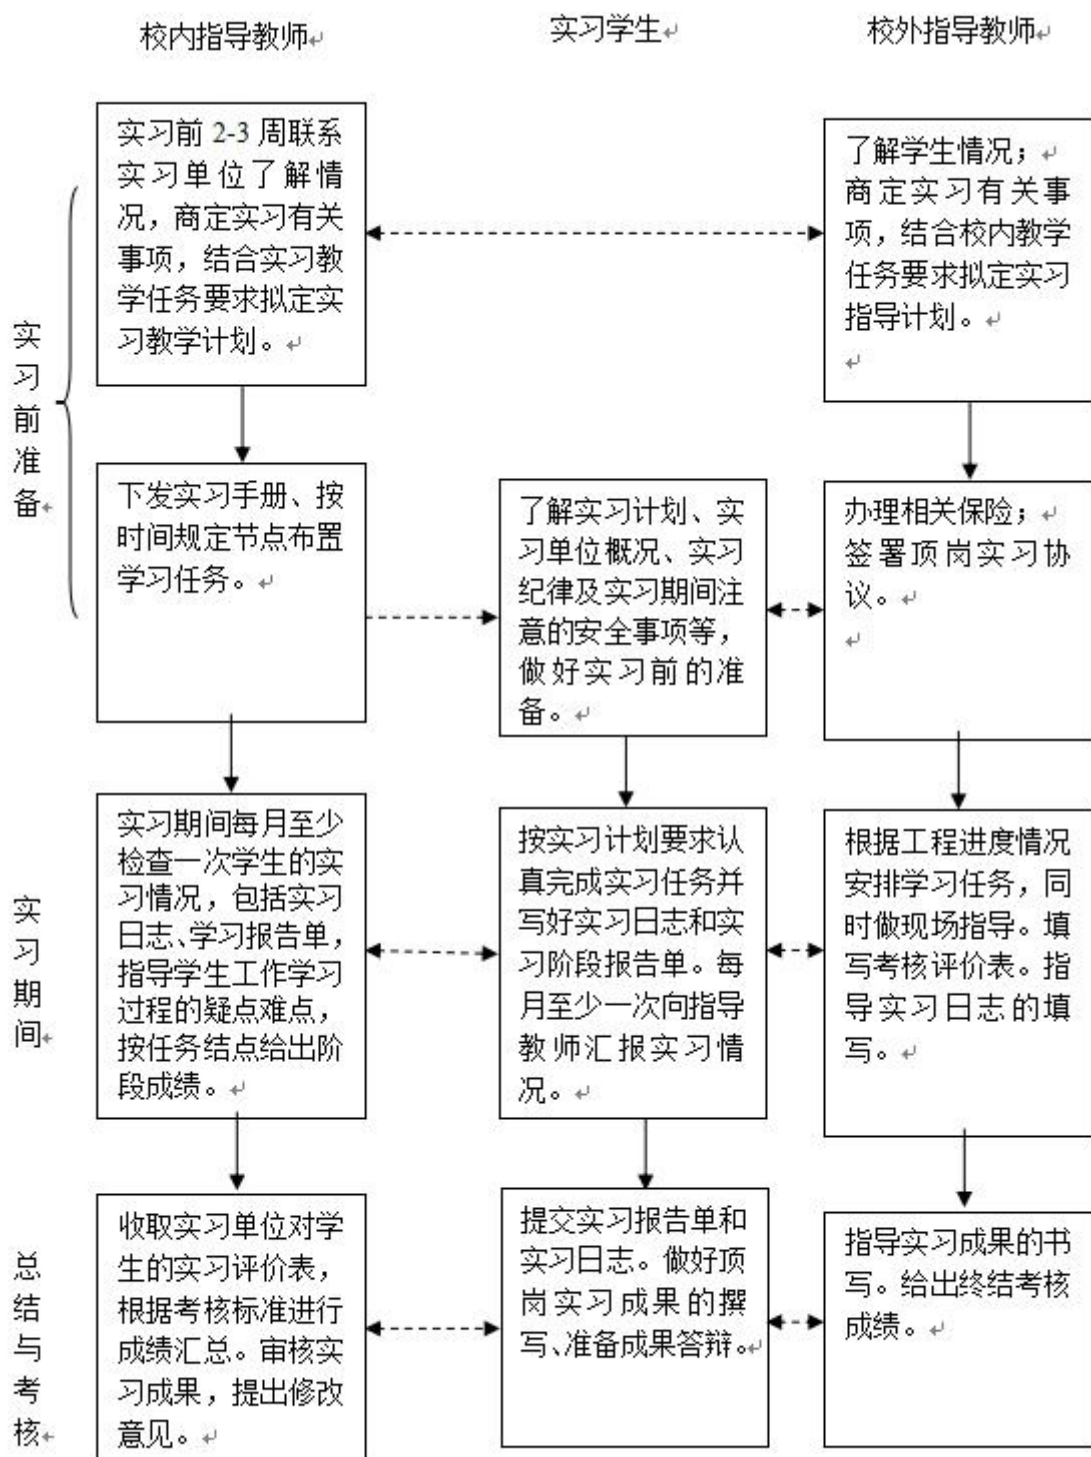 校内指导教师
实习学生
校外指导教师
实习前准备
实习前 2-3 周联系
实习单位了解情
况，商定实习有关
事项，结合实习教
学任务要求拟定实
习教学计划。
了解学生情况；
商定实习有关事
项，结合校内教学
任务要求拟定实习
指导计划。
下发实习手册、按
时间规定节点布置
学习任务。
了解实习计划、实
习单位概况、实习
纪律及实习期间注
意的安全事项等，
做好实习前的准
备。
办理相关保险；
签署顶岗实习协
议。
实习期间
实习期间每月至少
检查一次学生的实
习情况，包括实习
日志、学习报告单，
指导学生工作学习
过程的疑点难点，
按任务结点给出阶
段成绩。
按实习计划要求认
真完成实习任务并
写好实习日志和实
习阶段报告单。每
月至少一次向指导
教师汇报实习情
况。
根据工程进度情况
安排学习任务，同
时做现场指导。填
写考核评价表。指
导实习日志的填
写。
总结与考核
收取实习单位对学
生的实习评价表，
根据考核标准进行
成绩汇总。审核实
习成果，提出修改
意见。
提交实习报告单和
实习日志。做好顶
岗实习成果的撰
写、准备成果答辩。
指导实习成果的书
写。给出终结考核
成绩。